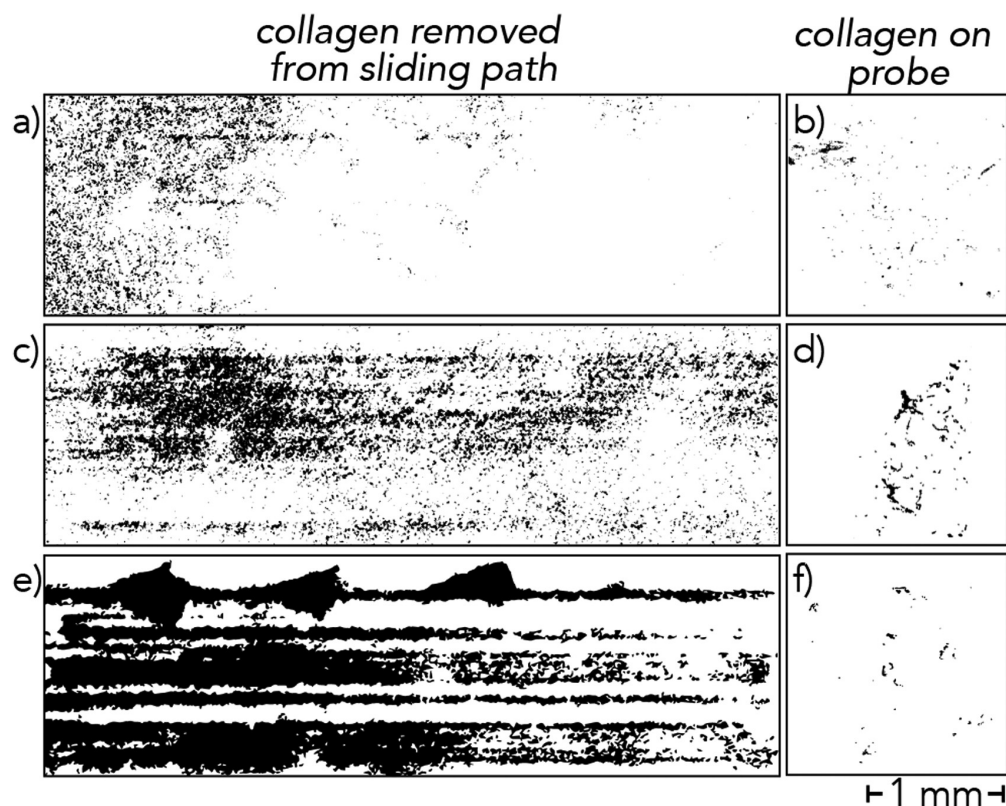 collagen removed
from sliding path
collagen on
probe
a)
b)
c)
d)
e)
f)
1 mm